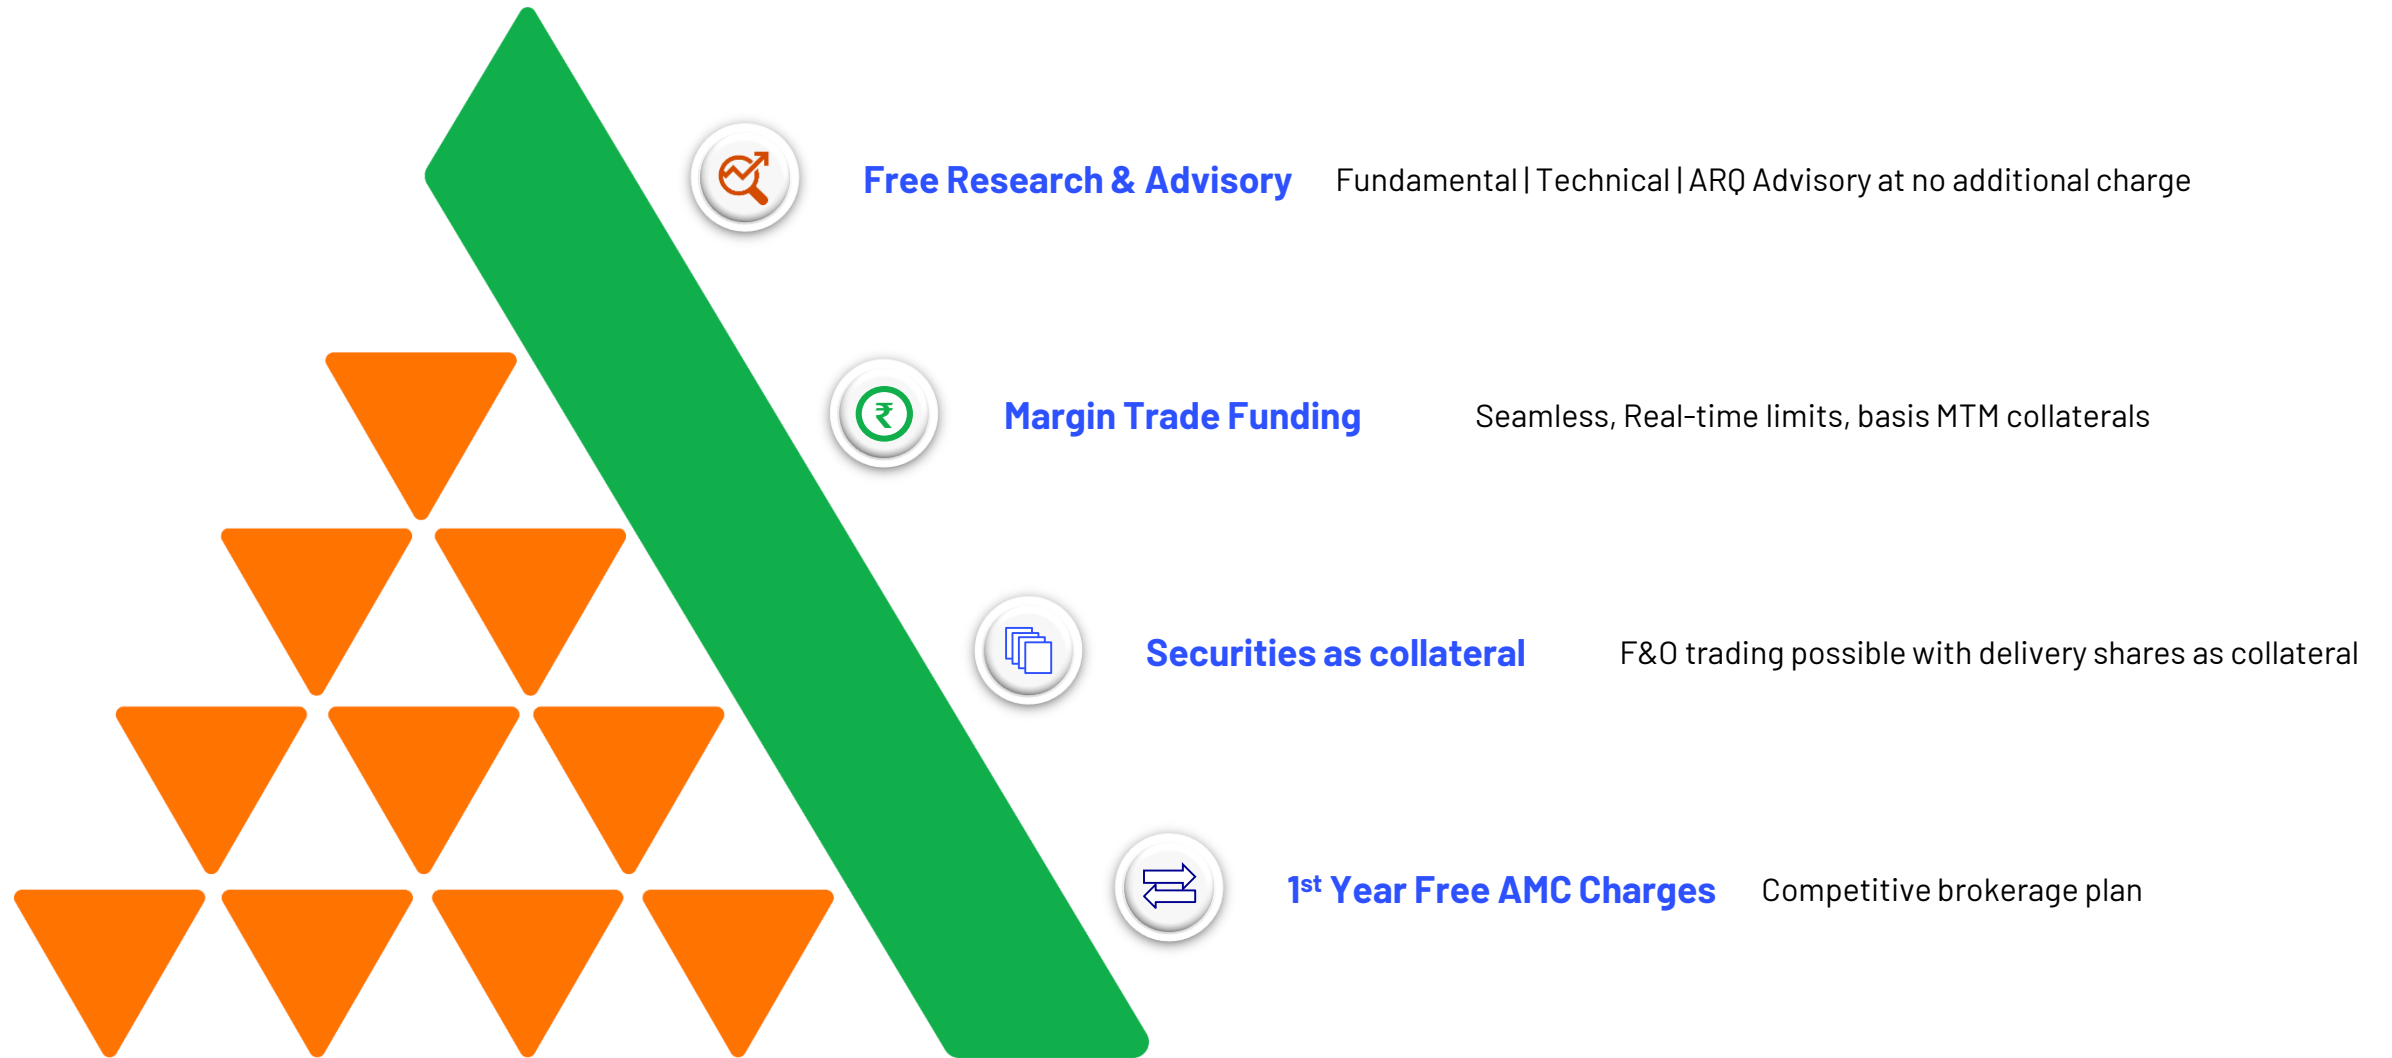 Free Research & Advisory Fundamental | Technical | ARQ Advisory at no additional charge
₹
Margin Trade Funding Seamless, Real-time limits, basis MTM collaterals
Securities as collateral F&O trading possible with delivery shares as collateral
1st Year Free AMC Charges Competitive brokerage plan